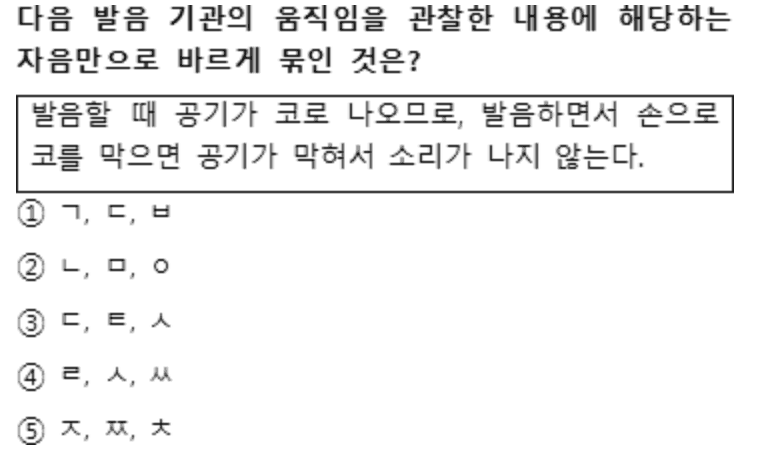 다음 발음 기관의 움직임을 관찰한 내용에 해당하는
자음만으로 바르게 묶인 것은?
발음할 때 공기가 코로 나오므로, 발음하면서 손으로
코를 막으면 공기가 막혀서 소리가 나지 않는다.
① ㄱ, ㄷ, ㅂ
② ㄴ, ㅁ, ㅇ
③ ㄷ, ㅌ, ㅅ
④ ㄹ, ㅅ, ㅆ
⑤ ㅈ, ㅉ, ㅊ